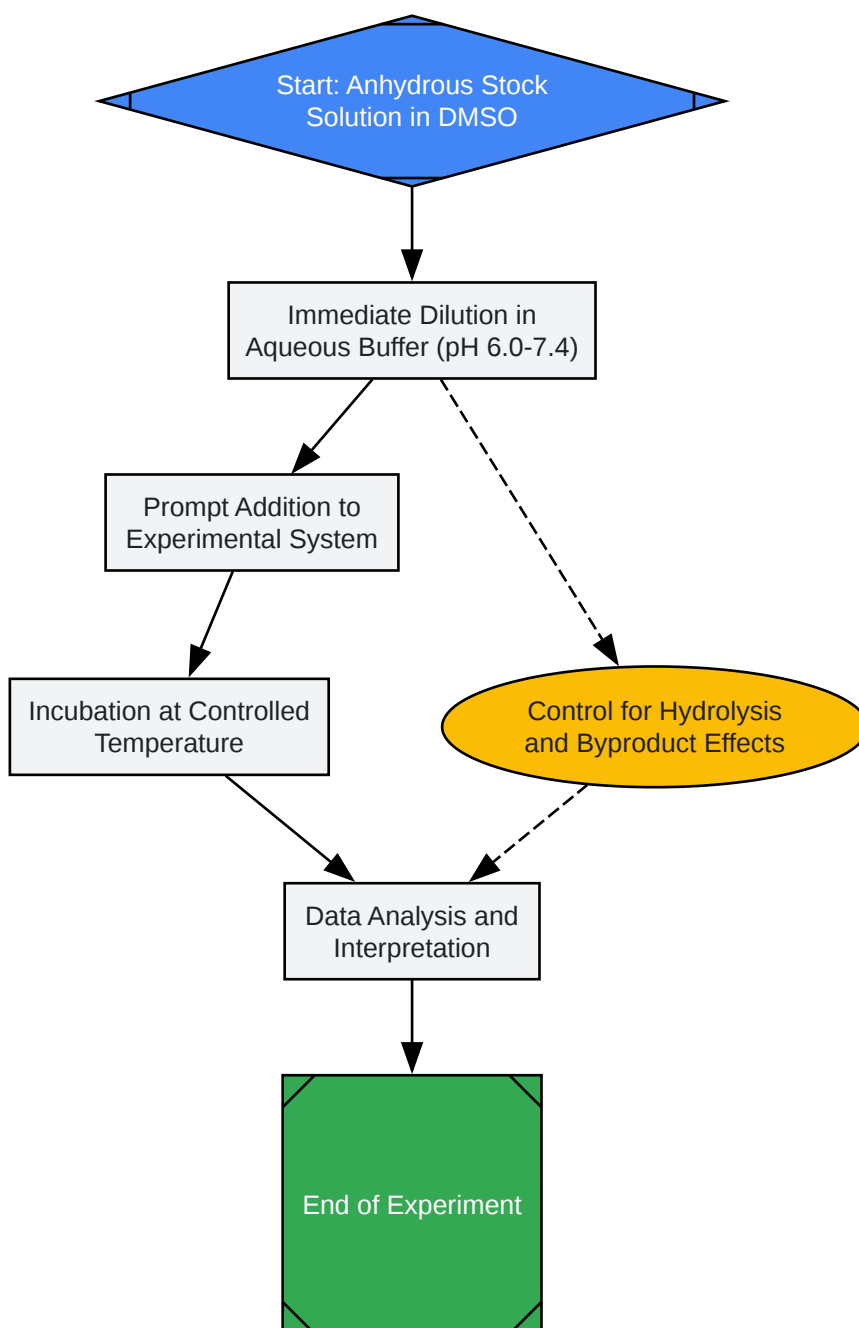 Start: Anhydrous Stock
Solution in DMSO
Immediate Dilution in
Aqueous Buffer (pH 6.0-7.4)
Prompt Addition to
Experimental System
Incubation at Controlled
Temperature
Control for Hydrolysis
and Byproduct Effects
Data Analysis and
Interpretation
End of Experiment